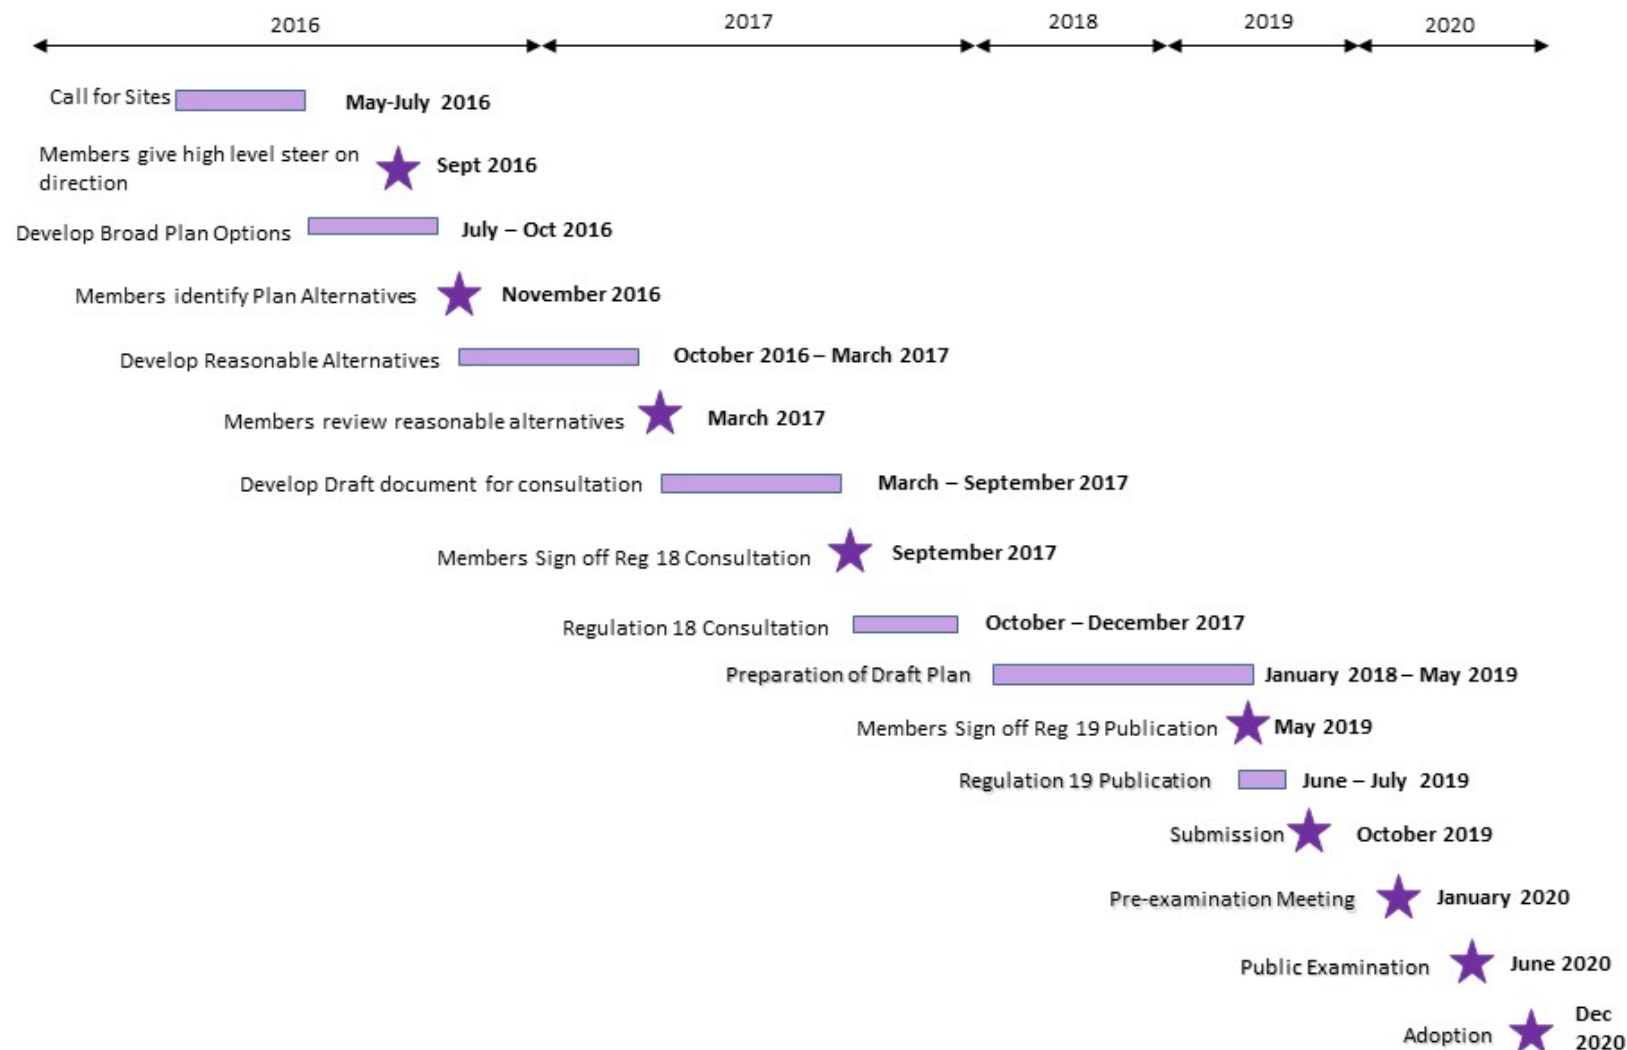 2016 2017 2018 2019 2020
Call for Sites May-July 2016
Members give high level steer on
direction
Sept 2016
Develop Broad Plan Options July – Oct 2016
Members identify Plan Alternatives November 2016
Develop Reasonable Alternatives October 2016 – March 2017
Members review reasonable alternatives March 2017
Develop Draft document for consultation March – September 2017
Members Sign off Reg 18 Consultation September 2017
Regulation 18 Consultation October – December 2017
Preparation of Draft Plan January 2018 – May 2019
Members Sign off Reg 19 Publication May 2019
Regulation 19 Publication June – July 2019
Submission October 2019
Pre-examination Meeting January 2020
Public Examination June 2020
Adoption
Dec
2020